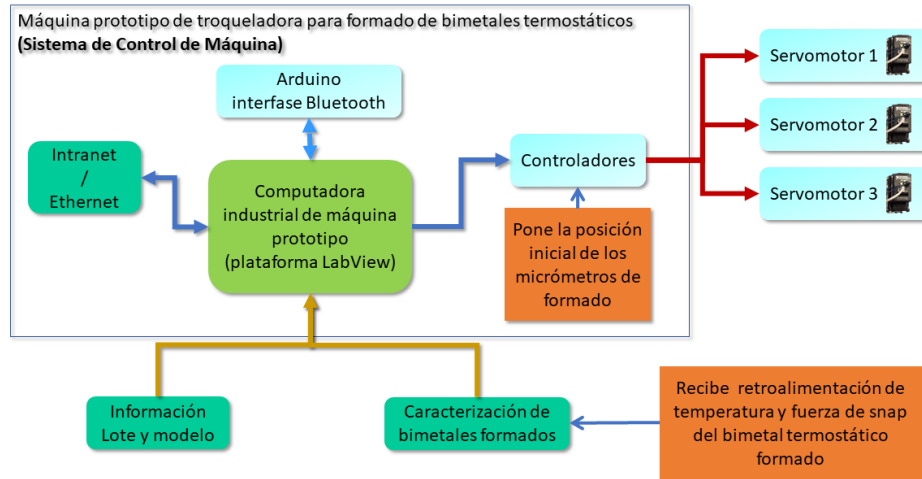 Máquina prototipo de troqueladora para formado de bimetales termostáticos
(Sistema de Control de Máquina)
Arduino
interfase Bluetooth
Intranet
/
Ethernet
Computadora
industrial de máquina
prototipo
(plataforma LabView)
Controladores
Pone la posición
inicial de los
micrómetros de
formado
Servomotor 1
Servomotor 2
Servomotor 3
Información
Lote y modelo
Caracterización de
bimetales formados
Recibe retroalimentación de
temperatura y fuerza de snap
del bimetal termostático
formado